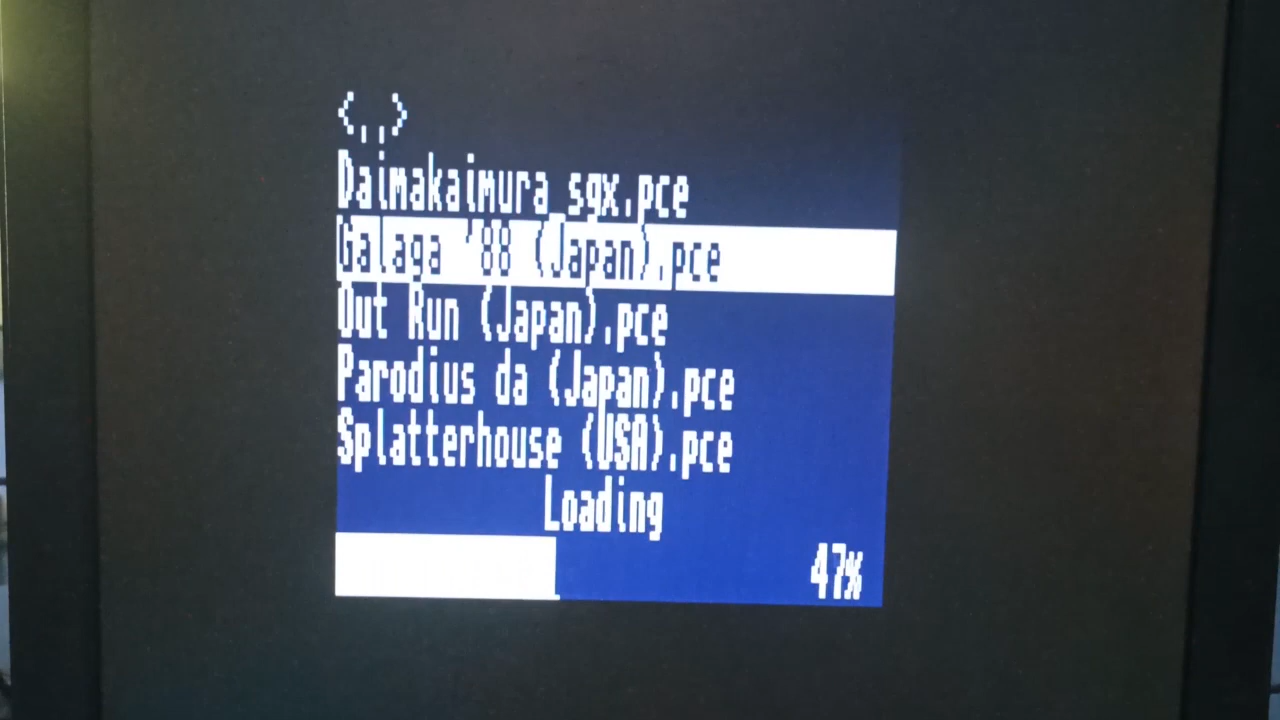 <..>
Daimakaimura sgx.pce
Galaga '88 (Japan).pce
Out Run (Japan).pce
Parodius da (Japan).pce
Splatterhouse (USA).pce
Loading
47%